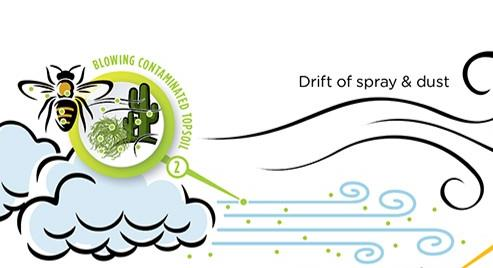 BLOWING CONTAMINATED TOPSOIL
2
Drift of spray & dust